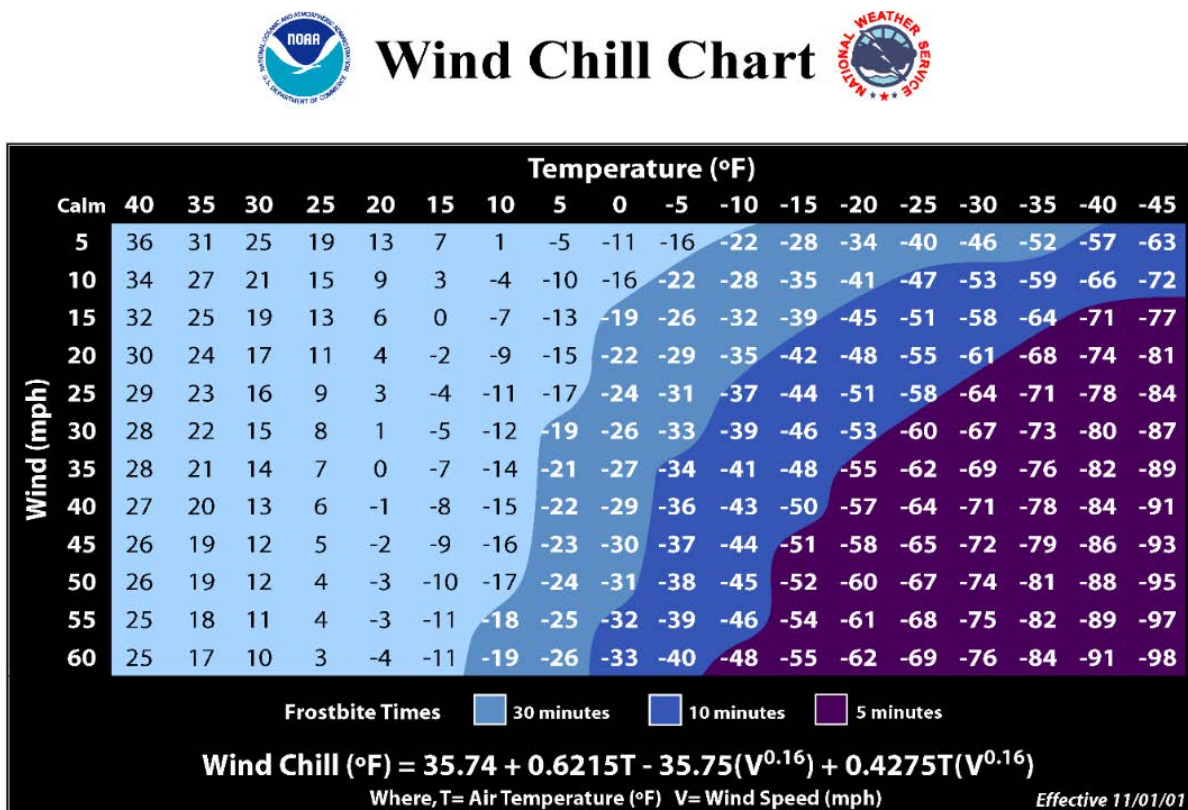 NATIONAL OCEANIC AND ATMOSPHERIC ADMINISTRATION
NOAA
U.S. DEPARTMENT OF COMMERCE
Wind Chill Chart
NATIONAL WEATHER SERVICE
Temperature (ºF)
Calm 40 35 30 25 20 15 10 5 0 -5 -10 -15 -20 -25 -30 -35 -40 -45
Wind (mph)
5 36 31 25 19 13 7 1 -5 -11 -16 -22 -28 -34 -40 -46 -52 -57 -63
10 34 27 21 15 9 3 -4 -10 -16 -22 -28 -35 -41 -47 -53 -59 -66 -72
15 32 25 19 13 6 0 -7 -13 -19 -26 -32 -39 -45 -51 -58 -64 -71 -77
20 30 24 17 11 4 -2 -9 -15 -22 -29 -35 -42 -48 -55 -61 -68 -74 -81
25 29 23 16 9 3 -4 -11 -17 -24 -31 -37 -44 -51 -58 -64 -71 -78 -84
30 28 22 15 8 1 -5 -12 -19 -26 -33 -39 -46 -53 -60 -67 -73 -80 -87
35 28 21 14 7 0 -7 -14 -21 -27 -34 -41 -48 -55 -62 -69 -76 -82 -89
40 27 20 13 6 -1 -8 -15 -22 -29 -36 -43 -50 -57 -64 -71 -78 -84 -91
45 26 19 12 5 -2 -9 -16 -23 -30 -37 -44 -51 -58 -65 -72 -79 -86 -93
50 26 19 12 4 -3 -10 -17 -24 -31 -38 -45 -52 -60 -67 -74 -81 -88 -95
55 25 18 11 4 -3 -11 -18 -25 -32 -39 -46 -54 -61 -68 -75 -82 -89 -97
60 25 17 10 3 -4 -11 -19 -26 -33 -40 -48 -55 -62 -69 -76 -84 -91 -98
Frostbite Times 30 minutes 10 minutes 5 minutes
Wind Chill (ºF) = 35.74 + 0.6215T - 35.75(V^0.16) + 0.4275T(V^0.16)
Where, T= Air Temperature (ºF) V= Wind Speed (mph)
Effective 11/01/01